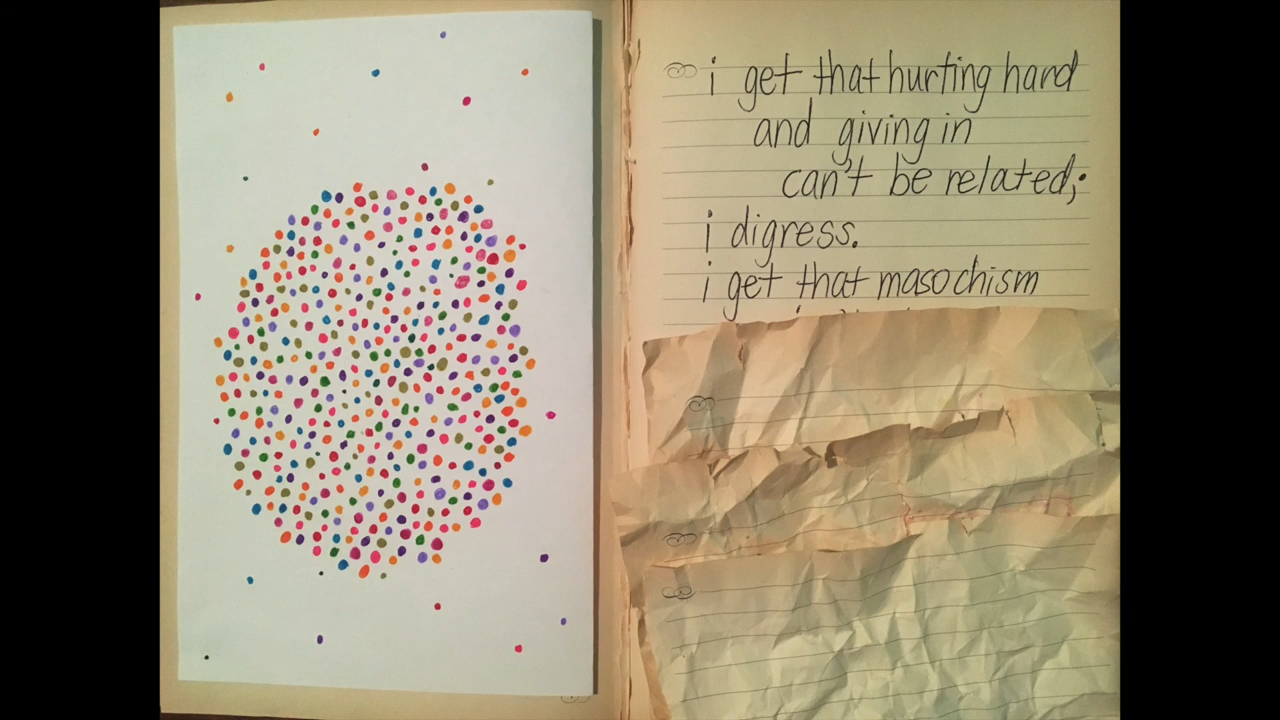 i get that hurting hard
and giving in
can't be related;
i digress.
i get that masochism